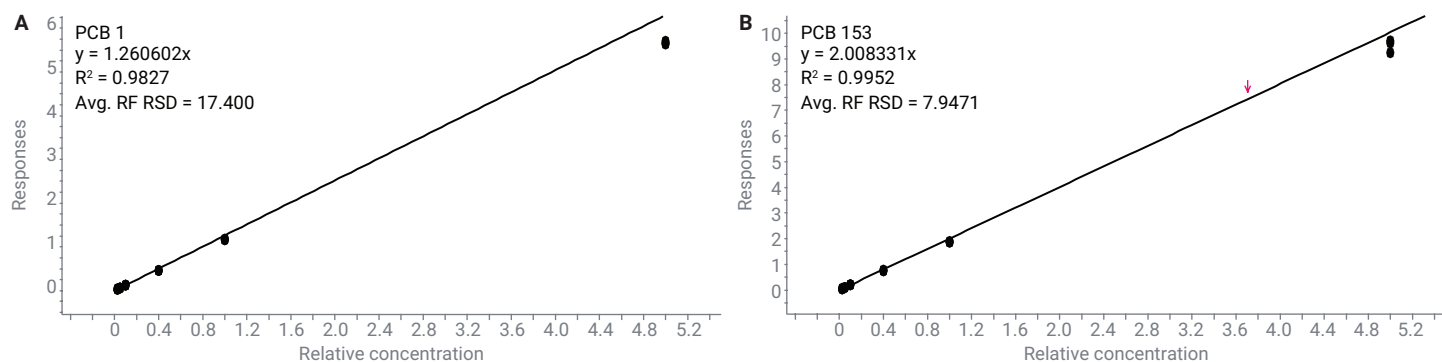 A
PCB 1
y = 1.260602x
R² = 0.9827
Avg. RF RSD = 17.400
Responses
6
5
4
3
2
1
0
0 0.4 0.8 1.2 1.6 2.0 2.4 2.8 3.2 3.6 4.0 4.4 4.8 5.2
Relative concentration
B
PCB 153
y = 2.008331x
R² = 0.9952
Avg. RF RSD = 7.9471
Responses
10
9
8
7
6
5
4
3
2
1
0
0 0.4 0.8 1.2 1.6 2.0 2.4 2.8 3.2 3.6 4.0 4.4 4.8 5.2
Relative concentration